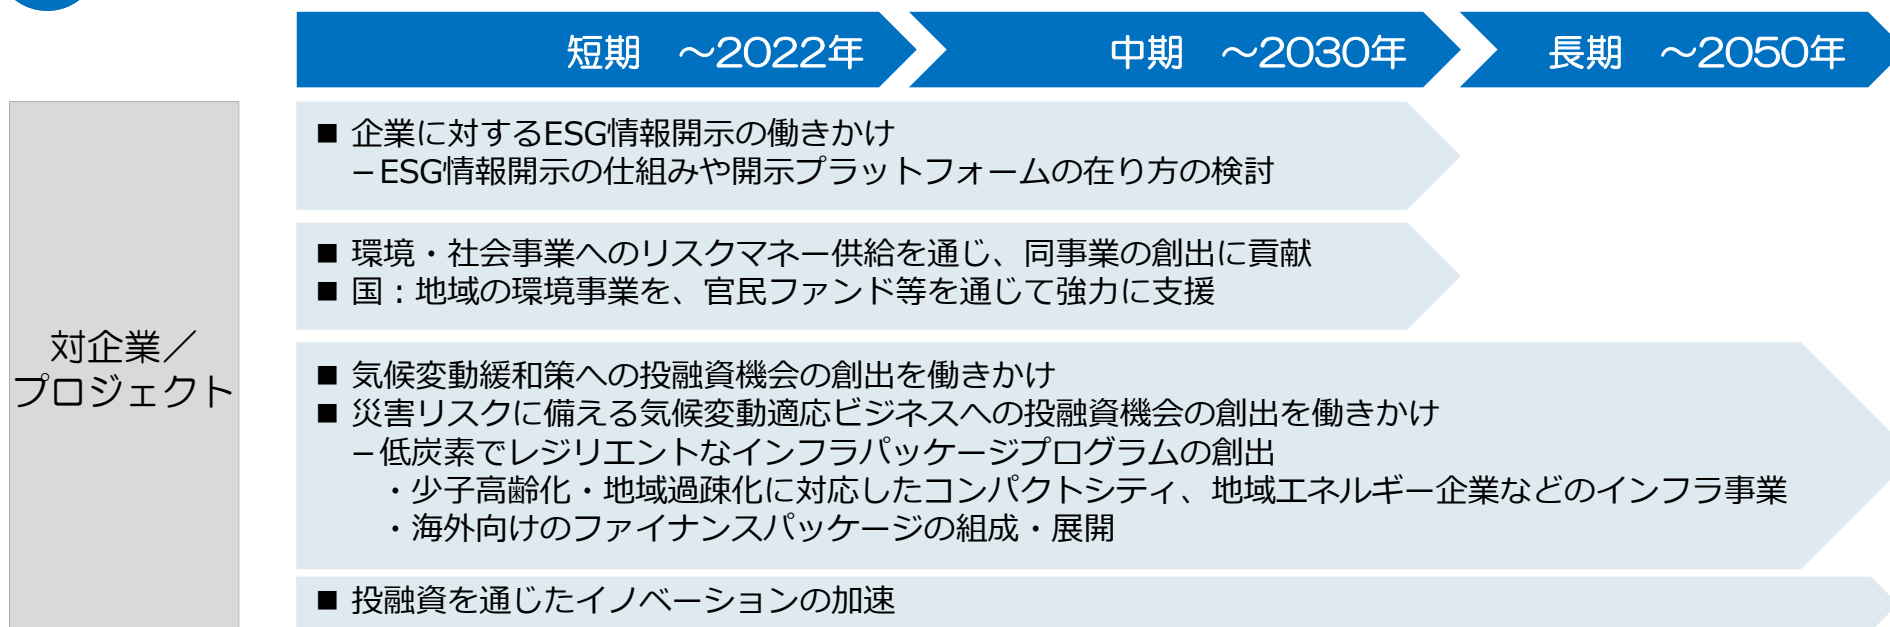 短期　～2022年
中期　～2030年
長期　～2050年
対企業／
プロジェクト
■ 企業に対するESG情報開示の働きかけ
－ESG情報開示の仕組みや開示プラットフォームの在り方の検討
■ 環境・社会事業へのリスクマネー供給を通じ、同事業の創出に貢献
■ 国：地域の環境事業を、官民ファンド等を通じて強力に支援
■ 気候変動緩和策への投融資機会の創出を働きかけ
■ 災害リスクに備える気候変動適応ビジネスへの投融資機会の創出を働きかけ
－低炭素でレジリエントなインフラパッケージプログラムの創出
・少子高齢化・地域過疎化に対応したコンパクトシティ、地域エネルギー企業などのインフラ事業
・海外向けのファイナンスパッケージの組成・展開
■ 投融資を通じたイノベーションの加速